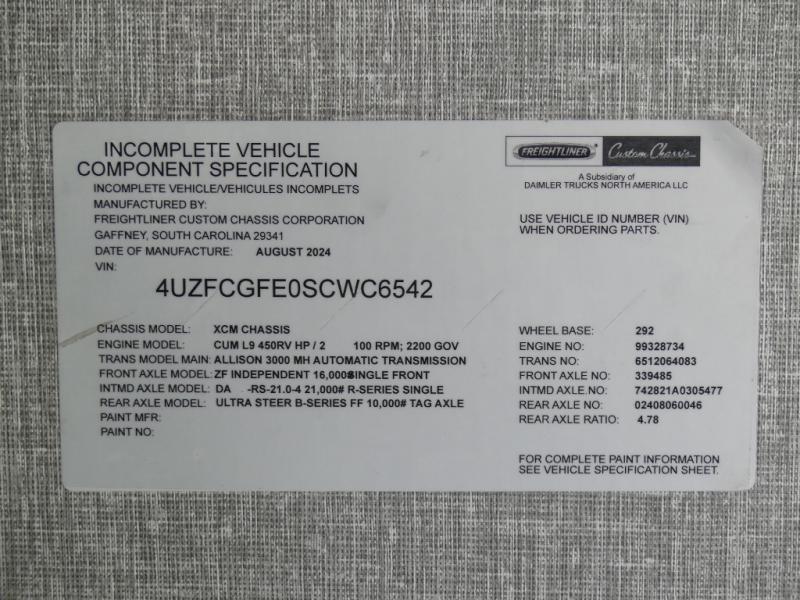 INCOMPLETE VEHICLE
COMPONENT SPECIFICATION
INCOMPLETE VEHICLE/VEHICULES INCOMPLETS
MANUFACTURED BY:
FREIGHTLINER CUSTOM CHASSIS CORPORATION
GAFFNEY, SOUTH CAROLINA 29341
DATE OF MANUFACTURE: AUGUST 2024
VIN:
4UZFCGFE0SCWC6542
FREIGHTLINER Custom Chassis
A Subsidiary of
DAIMLER TRUCKS NORTH AMERICA LLC
USE VEHICLE ID NUMBER (VIN)
WHEN ORDERING PARTS.
CHASSIS MODEL: XCM CHASSIS
ENGINE MODEL: CUM L9 450RV HP / 2 100 RPM; 2200 GOV
TRANS MODEL MAIN: ALLISON 3000 MH AUTOMATIC TRANSMISSION
FRONT AXLE MODEL: ZF INDEPENDENT 16,000#SINGLE FRONT
INTMD AXLE MODEL: DA -RS-21.0-4 21,000# R-SERIES SINGLE
REAR AXLE MODEL: ULTRA STEER B-SERIES FF 10,000# TAG AXLE
PAINT MFR:
PAINT NO:
WHEEL BASE: 292
ENGINE NO: 99328734
TRANS NO: 6512064083
FRONT AXLE NO: 339485
INTMD AXLE.NO: 742821A0305477
REAR AXLE NO: 02408060046
REAR AXLE RATIO: 4.78
FOR COMPLETE PAINT INFORMATION
SEE VEHICLE SPECIFICATION SHEET.